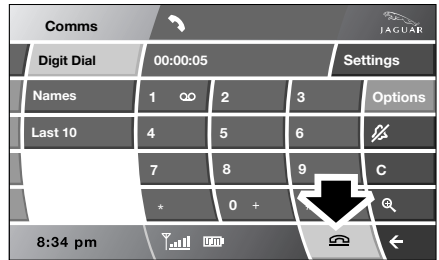 Comms JAGUAR
Digit Dial 00:00:05 Settings
Names 1 2 3 Options
Last 10 4 5 6
7 8 9 C
* 0 +
8:34 pm